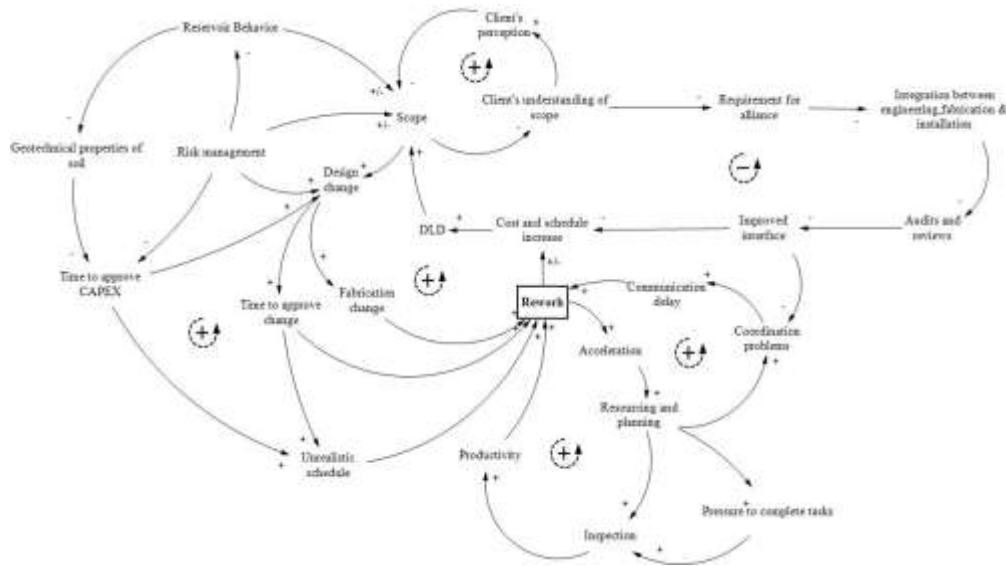 Client's
perception
Reservoir Behavior
+
-
-
-
+/-
+
Scope
+/-
Client's understanding of
scope
-
-
Requirement for
alliance
-
Integration between
engineering,fabrication &
installation
-
Geotechnical properties of
soil
Risk management
Design
change
+
+
+
+
DLD
+
Cost and schedule
increase
-
Improved
interface
-
Audits and
reviews
-
-
-
Time to approve
CAPEX
+
+
+/-
Time to approve
change
Fabrication
change
Rework
+
Communication
delay
+
Coordination
problems
-
+
+
Acceleration
+
+
Resourcing and
planning
+
+
Unrealistic
schedule
Productivity
+
+
+
Pressure to complete tasks
Inspection
+